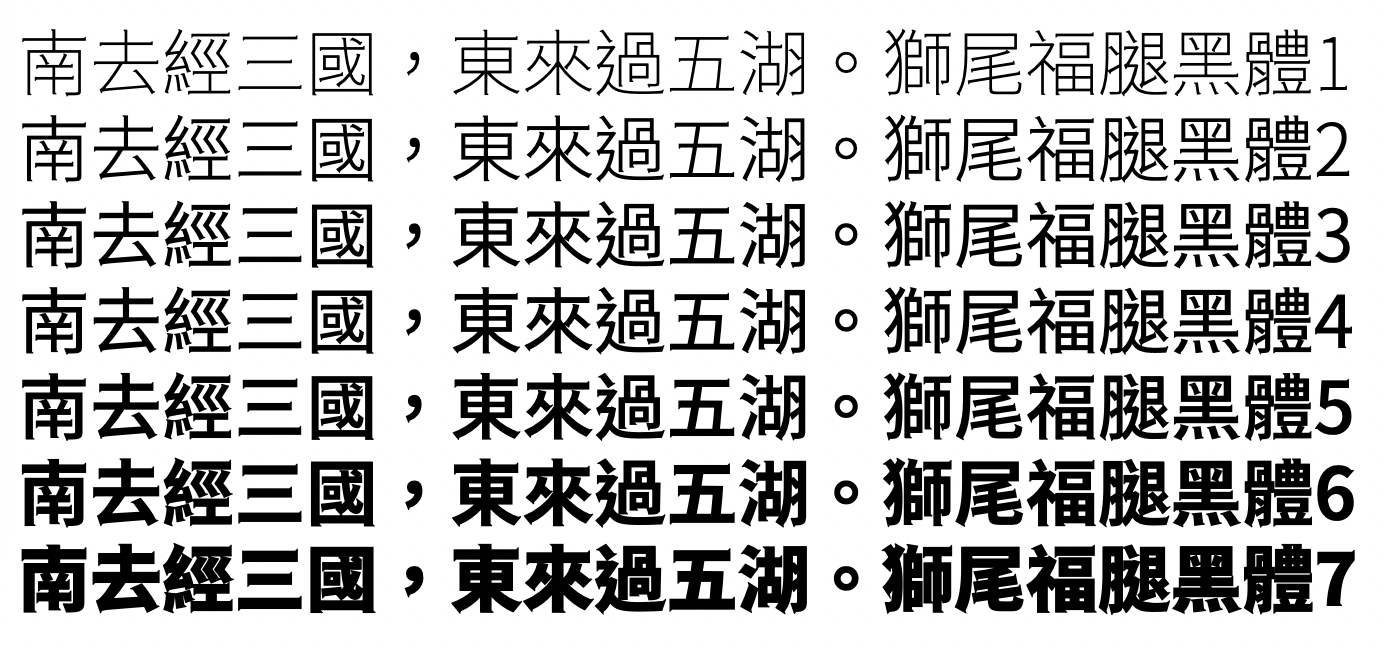 南去經三國，東來過五湖。獅尾福腿黑體1
南去經三國，東來過五湖。獅尾福腿黑體2
南去經三國，東來過五湖。獅尾福腿黑體3
南去經三國，東來過五湖。獅尾福腿黑體4
南去經三國，東來過五湖。獅尾福腿黑體5
南去經三國，東來過五湖。獅尾福腿黑體6
南去經三國，東來過五湖。獅尾福腿黑體7